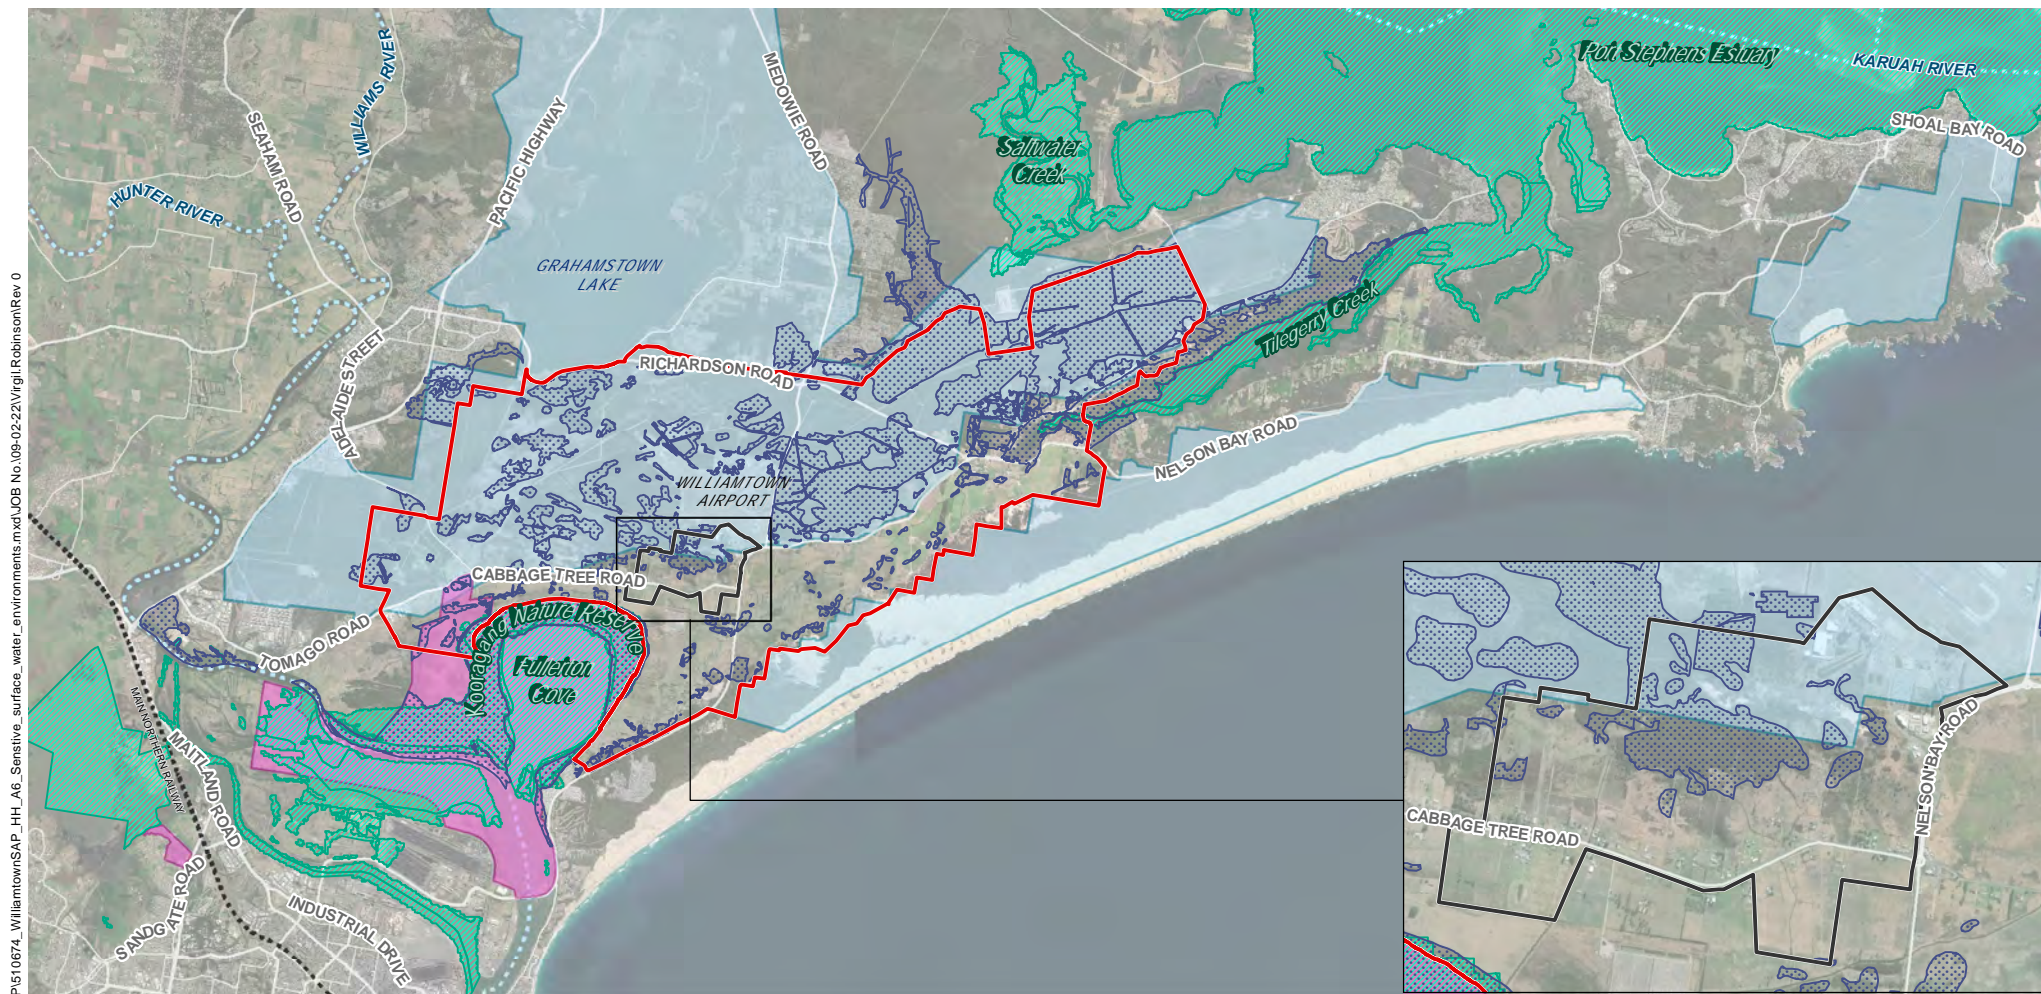 Port Stephens Estuary
KARUAH RIVER
SHOAL BAY ROAD
WILLIAMS RIVER
SEAHAM ROAD
HUNTER RIVER
PACIFIC HIGHWAY
MEDOWIE ROAD
Saltwater
Creek
GRAHAMSTOWN
LAKE
Tilegerry Creek
ADELAIDE STREET
RICHARDSON ROAD
NELSON BAY ROAD
WILLIAMTOWN
AIRPORT
CABBAGE TREE ROAD
TOMAGO ROAD
Kooragang Nature Reserve
Fullerton
Cove
MAIN NORTHERN RAILWAY
MAITLAND ROAD
SANDGATE ROAD
INDUSTRIAL DRIVE
CABBAGE TREE ROAD
NELSON BAY ROAD
P\510674_WilliamtownSAP_HH_A6_Senstive_surface_water_environments.mxd\JOB No.\09-02-22\Virgil.Robinson\Rev 0